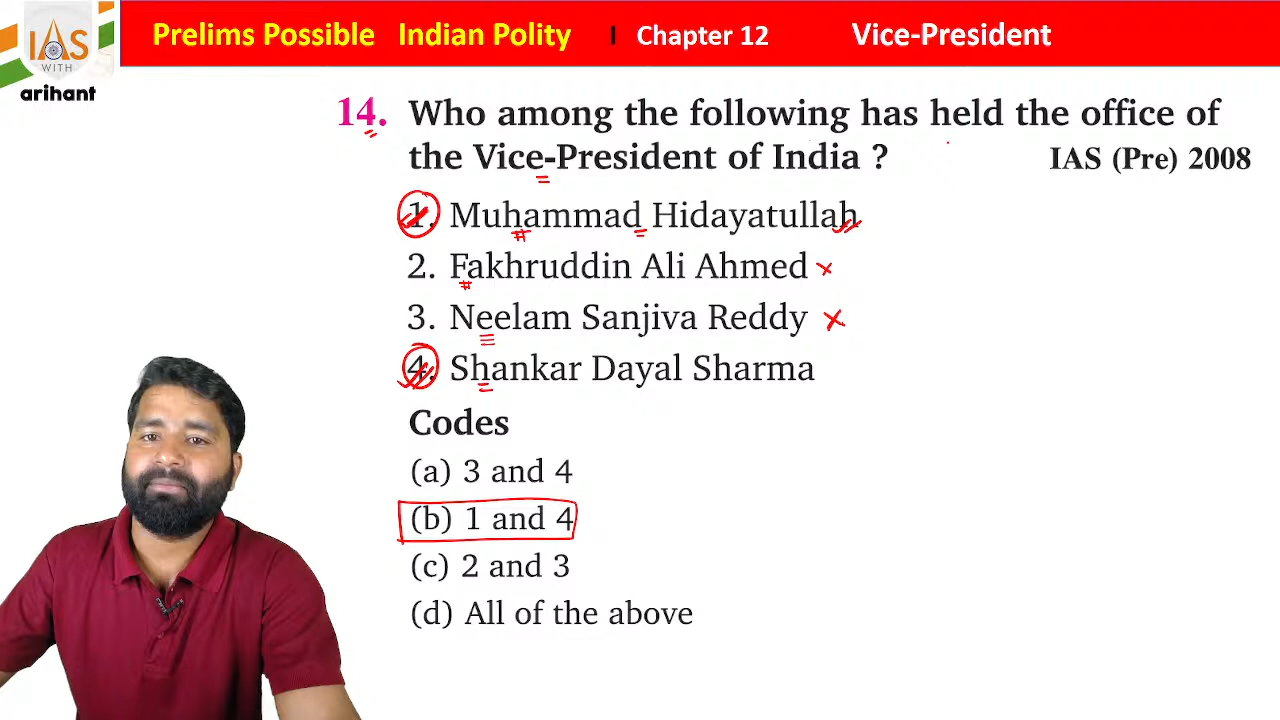 Prelims Possible Indian Polity I Chapter 12 Vice-President
IAS
WITH
arihant
14. Who among the following has held the office of
the Vice-President of India ? IAS (Pre) 2008
1. Muhammad Hidayatullah
2. Fakhruddin Ali Ahmed
3. Neelam Sanjiva Reddy
4. Shankar Dayal Sharma
Codes
(a) 3 and 4
(b) 1 and 4
(c) 2 and 3
(d) All of the above